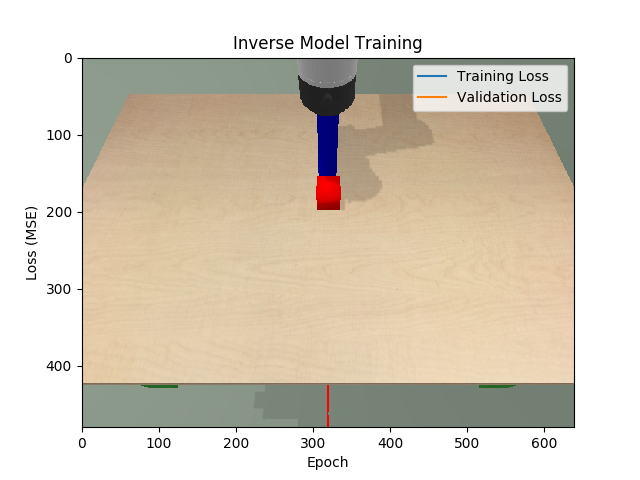 Inverse Model Training
Training Loss
Validation Loss
0
100
200
300
400
Loss (MSE)
0 100 200 300 400 500 600
Epoch